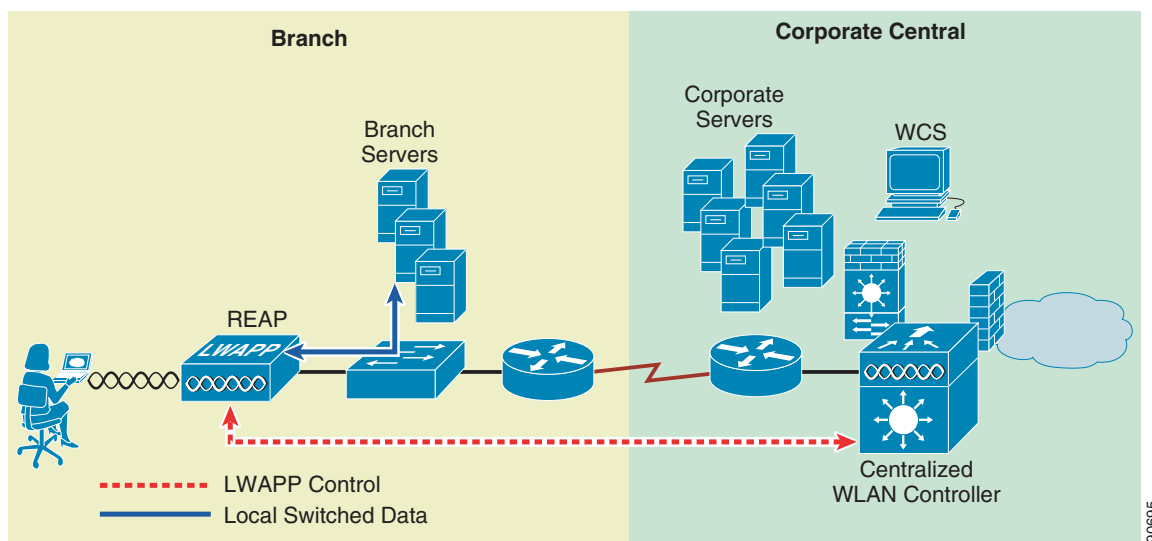 Branch
Corporate Central
Corporate
Servers
WCS
Branch
Servers
REAP
LWAPP
Centralized
WLAN Controller
LWAPP Control
Local Switched Data